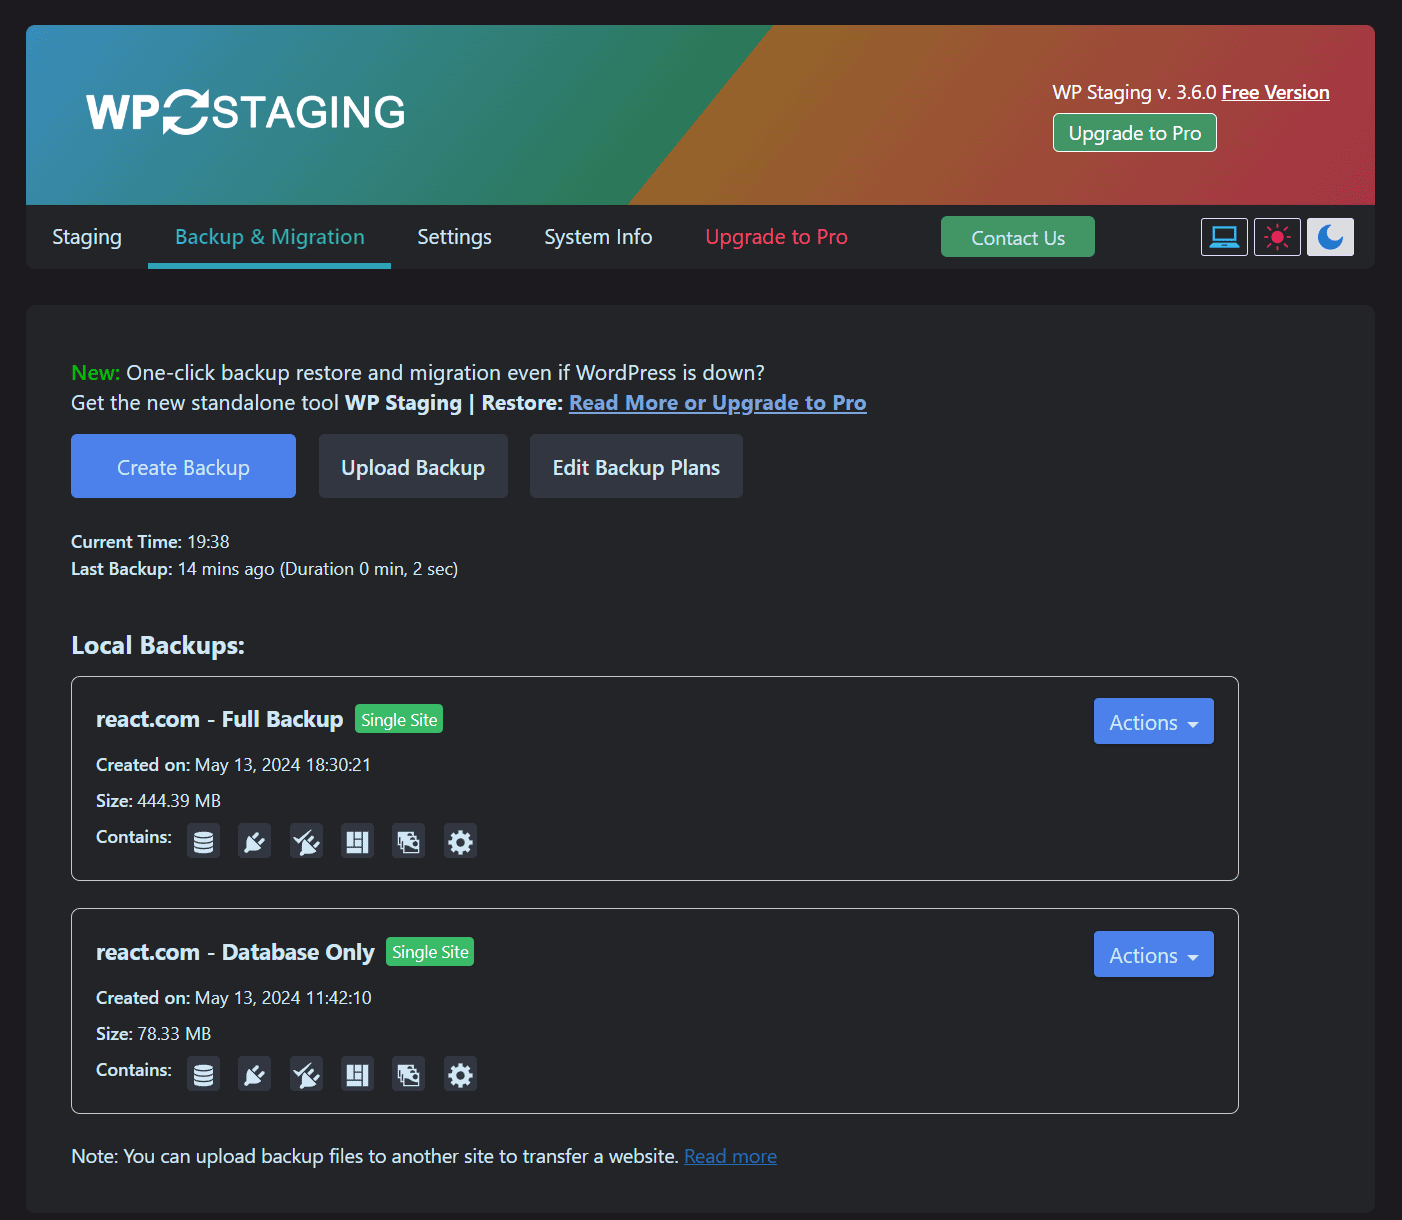 WP STAGING
WP Staging v. 3.6.0 Free Version
Upgrade to Pro
Staging
Backup & Migration
Settings
System Info
Upgrade to Pro
Contact Us
New: One-click backup restore and migration even if WordPress is down?
Get the new standalone tool WP Staging | Restore: Read More or Upgrade to Pro
Create Backup
Upload Backup
Edit Backup Plans
Current Time: 19:38
Last Backup: 14 mins ago (Duration 0 min, 2 sec)
Local Backups:
react.com - Full Backup Single Site
Actions
Created on: May 13, 2024 18:30:21
Size: 444.39 MB
Contains:
react.com - Database Only Single Site
Actions
Created on: May 13, 2024 11:42:10
Size: 78.33 MB
Contains:
Note: You can upload backup files to another site to transfer a website. Read more